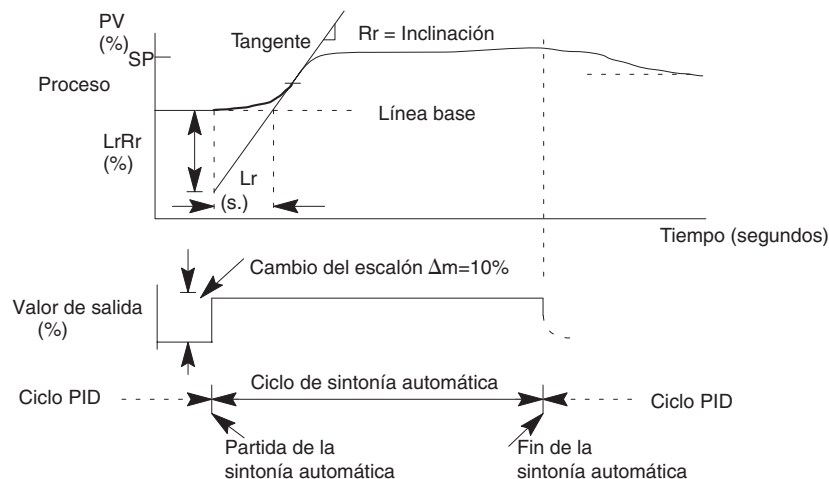 PV
(%)
SP
Tangente
Rr = Inclinación
Proceso
Línea base
LrRr
(%)
Lr
(s.)
Tiempo (segundos)
Cambio del escalón Δm=10%
Valor de salida
(%)
Ciclo PID
Ciclo de sintonía automática
Ciclo PID
Partida de la
sintonía automática
Fin de la
sintonía automática